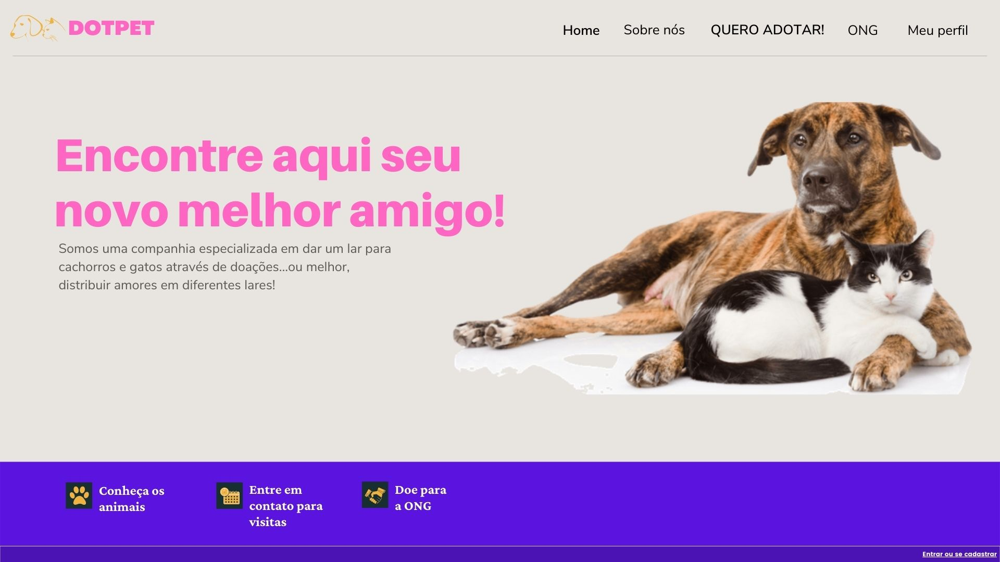 DOTPET
Home
Sobre nós
QUERO ADOTAR!
ONG
Meu perfil
Encontre aqui seu
novo melhor amigo!
Somos uma companhia especializada em dar um lar para
cachorros e gatos através de doações...ou melhor,
distribuir amores em diferentes lares!
Conheça os
animais
Entre em
contato para
visitas
Doe para
a ONG
Entrar ou se cadastrar